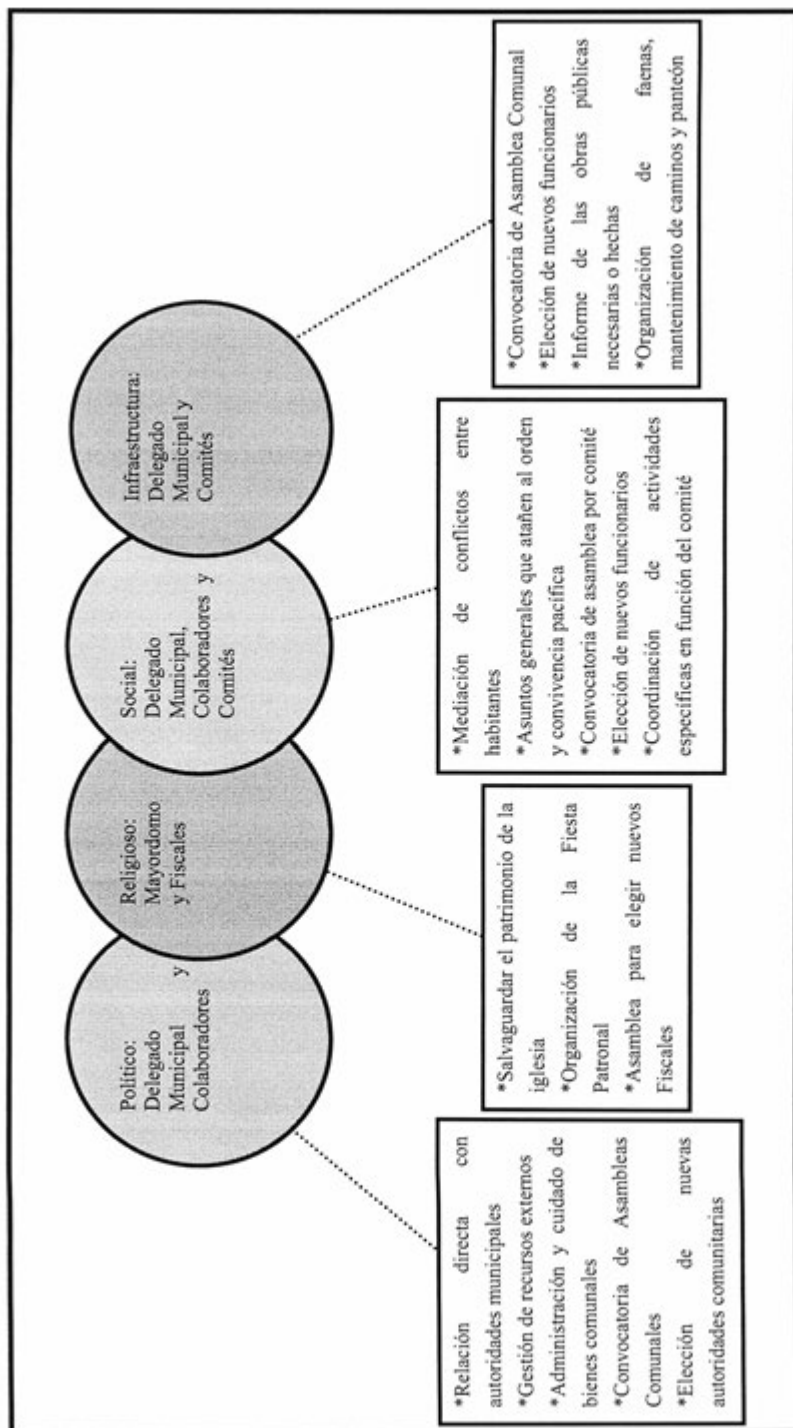 Político:
Delegado
Municipal y
Colaboradores
Religioso:
Mayordomo
y Fiscales
Social:
Delegado
Municipal,
Colaboradores y
Comités
Infraestructura:
Delegado
Municipal y
Comités
*Relación directa con
autoridades municipales
*Gestión de recursos externos
*Administración y cuidado de
bienes comunales
*Convocatoria de Asambleas
Comunales
*Elección de nuevas
autoridades comunitarias
*Salvaguardar el patrimonio de la
iglesia
*Organización de la Fiesta
Patronal
*Asamblea para elegir nuevos
Fiscales
*Mediación de conflictos entre
habitantes
*Asuntos generales que atañen al orden
y convivencia pacífica
*Convocatoria de asamblea por comité
*Elección de nuevos funcionarios
*Coordinación de actividades
específicas en función del comité
*Convocatoria de Asamblea Comunal
*Elección de nuevos funcionarios
*Informe de las obras públicas
necesarias o hechas
*Organización de faenas,
mantenimiento de caminos y panteón